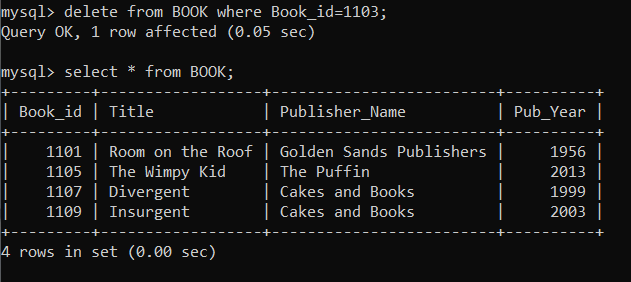 mysql> delete from BOOK where Book_id=1103;
Query OK, 1 row affected (0.05 sec)
mysql> select * from BOOK;
+---------+------------------+------------------------+----------+
| Book_id | Title            | Publisher_Name         | Pub_Year |
+---------+------------------+------------------------+----------+
|    1101 | Room on the Roof | Golden Sands Publishers |     1956 |
|    1105 | The Wimpy Kid    | The Puffin             |     2013 |
|    1107 | Divergent        | Cakes and Books        |     1999 |
|    1109 | Insurgent        | Cakes and Books        |     2003 |
+---------+------------------+------------------------+----------+
4 rows in set (0.00 sec)